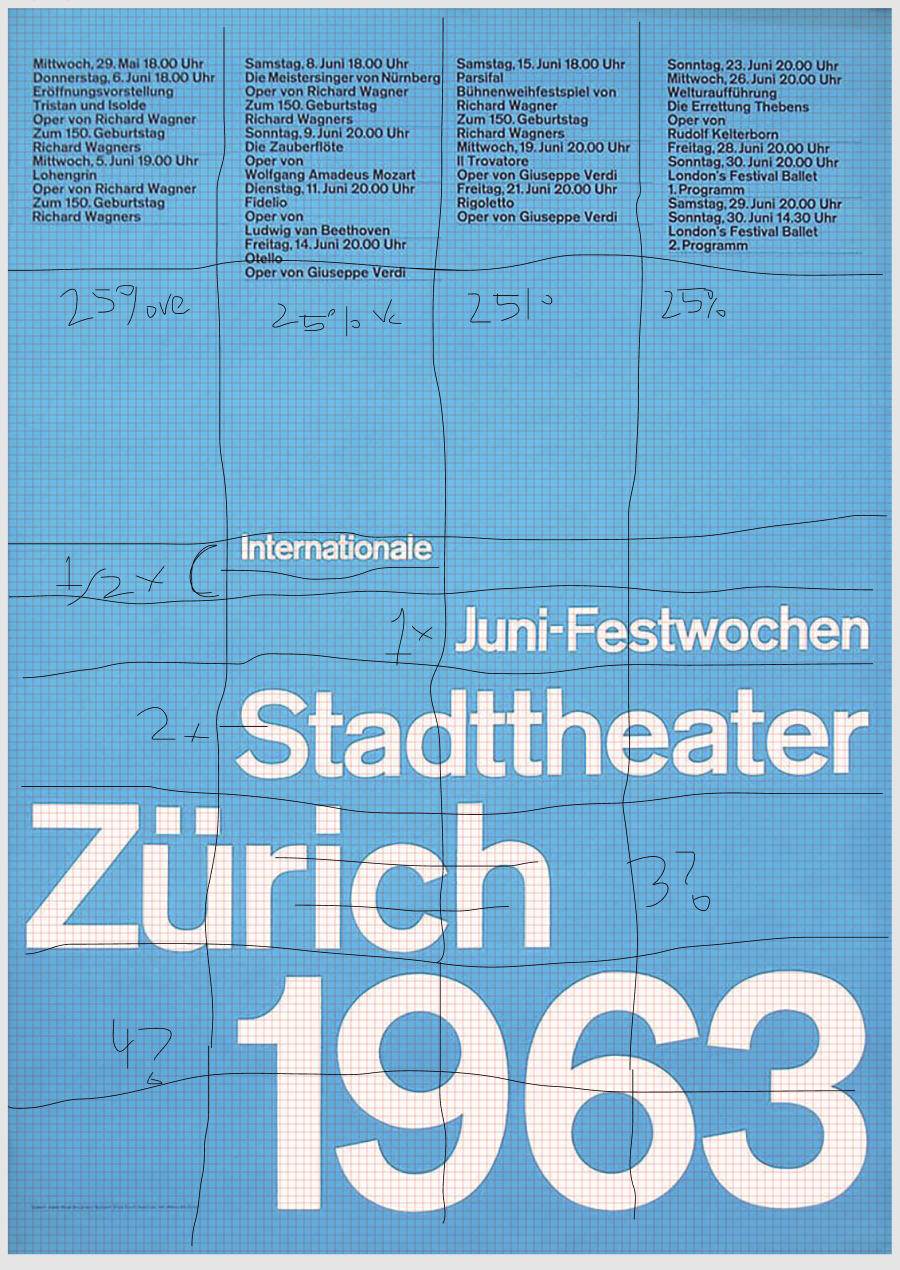 Mittwoch, 29. Mai 18.00 Uhr
Donnerstag, 6. Juni 18.00 Uhr
Eröffnungsvorstellung
Tristan und Isolde
Oper von Richard Wagner
Zum 150. Geburtstag
Richard Wagners
Mittwoch, 5. Juni 19.00 Uhr
Lohengrin
Oper von Richard Wagner
Zum 150. Geburtstag
Richard Wagners
Samstag, 8. Juni 18.00 Uhr
Die Meistersinger von Nürnberg
Oper von Richard Wagner
Zum 150. Geburtstag
Richard Wagners
Sonntag, 9. Juni 20.00 Uhr
Die Zauberflöte
Oper von
Wolfgang Amadeus Mozart
Dienstag, 11. Juni 20.00 Uhr
Fidelio
Oper von
Ludwig van Beethoven
Freitag, 14. Juni 20.00 Uhr
Otello
Oper von Giuseppe Verdi
Samstag, 15. Juni 18.00 Uhr
Parsifal
Bühnenweihfestspiel von
Richard Wagner
Zum 150. Geburtstag
Richard Wagners
Mittwoch, 19. Juni 20.00 Uhr
Il Trovatore
Oper von Giuseppe Verdi
Freitag, 21. Juni 20.00 Uhr
Rigoletto
Oper von Giuseppe Verdi
Sonntag, 23. Juni 20.00 Uhr
Mittwoch, 26. Juni 20.00 Uhr
Welturaufführung
Die Errettung Thebens
Oper von
Rudolf Kelterborn
Freitag, 28. Juni 20.00 Uhr
Sonntag, 30. Juni 20.00 Uhr
London's Festival Ballet
1. Programm
Samstag, 29. Juni 20.00 Uhr
Sonntag, 30. Juni 14.30 Uhr
London's Festival Ballet
2. Programm
25%
25%
25%
25%
Internationale
1/2 x
1x
Juni-Festwochen
2x
Stadttheater
Zürich
3?
4?
1963